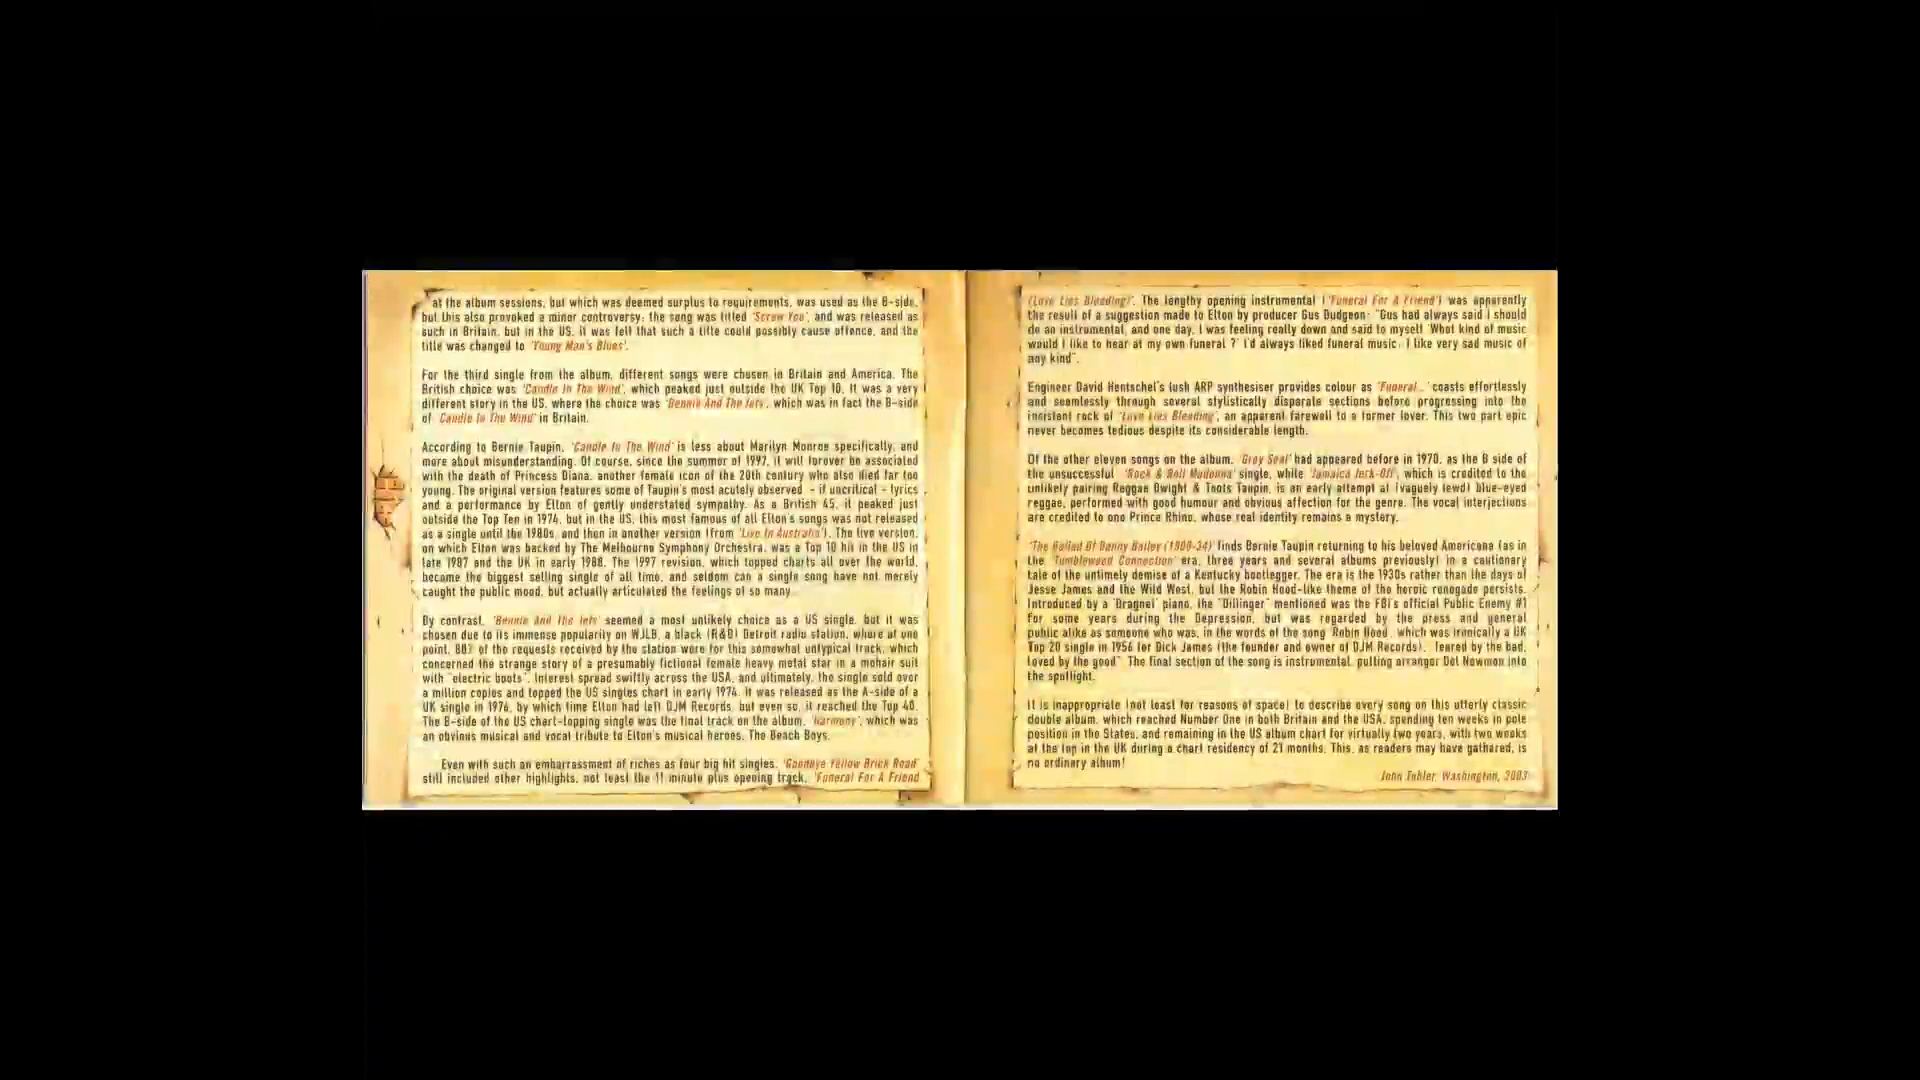 at the album sessions, but which was deemed surplus to requirements, was used as the B-side,
but this also provoked a minor controversy: the song was titled 'Screw You', and was released as
such in Britain, but in the US, it was felt that such a title could possibly cause offence, and the
title was changed to 'Young Man's Blues'.
For the third single from the album, different songs were chosen in Britain and America. The
British choice was 'Candle In The Wind', which peaked just outside the UK Top 10. It was a very
different story in the US, where the choice was 'Bennie And The Jets', which was in fact the B-side
of 'Candle In The Wind' in Britain.
According to Bernie Taupin, 'Candle In The Wind' is less about Marilyn Monroe specifically, and
more about misunderstanding. Of course, since the summer of 1997, it will forever be associated
with the death of Princess Diana, another female icon of the 20th century who also died far too
young. The original version features some of Taupin's most acutely observed - if uncritical - lyrics
and a performance by Elton of gently understated sympathy. As a British 45, it peaked just
outside the Top Ten in 1974, but in the US, this most famous of all Elton's songs was not released
as a single until the 1980s, and then in another version (from 'Live In Australia'). The live version,
on which Elton was backed by The Melbourne Symphony Orchestra, was a Top 10 hit in the US in
late 1987 and the UK in early 1988. The 1997 revision, which topped charts all over the world,
became the biggest selling single of all time, and seldom can a single song have not merely
caught the public mood, but actually articulated the feelings of so many.
By contrast, 'Bennie And The Jets' seemed a most unlikely choice as a US single, but it was
chosen due to its immense popularity on WJLB, a black (R&B) Detroit radio station, where at one
point, 80% of the requests received by the station were for this somewhat untypical track, which
concerned the strange story of a presumably fictional female heavy metal star in a mohair suit
with "electric boots". Interest spread swiftly across the USA, and ultimately, the single sold over
a million copies and topped the US singles chart in early 1974. It was released as the A-side of a
UK single in 1976, by which time Elton had left DJM Records, but even so, it reached the Top 40.
The B-side of the US chart-topping single was the final track on the album, 'Harmony', which was
an obvious musical and vocal tribute to Elton's musical heroes, The Beach Boys.
Even with such an embarrassment of riches as four big hit singles, 'Goodbye Yellow Brick Road'
still included other highlights, not least the 11 minute plus opening track, 'Funeral For A Friend
(Love Lies Bleeding)'. The lengthy opening instrumental ('Funeral For A Friend') was apparently
the result of a suggestion made to Elton by producer Gus Dudgeon: "Gus had always said I should
do an instrumental, and one day, I was feeling really down and said to myself 'What kind of music
would I like to hear at my own funeral ?' I'd always liked funeral music: I like very sad music of
any kind".
Engineer David Hentschel's lush ARP synthesiser provides colour as 'Funeral...' coasts effortlessly
and seamlessly through several stylistically disparate sections before progressing into the
insistent rock of 'Love Lies Bleeding', an apparent farewell to a former lover. This two part epic
never becomes tedious despite its considerable length.
Of the other eleven songs on the album, 'Grey Seal' had appeared before in 1970, as the B side of
the unsuccessful 'Rock & Roll Madonna' single, while 'Jamaica Jerk-Off', which is credited to the
unlikely pairing Reggae Dwight & Toots Taupin, is an early attempt at (vaguely lewd) blue-eyed
reggae, performed with good humour and obvious affection for the genre. The vocal interjections
are credited to one Prince Rhino, whose real identity remains a mystery.
'The Ballad Of Danny Bailey (1909-34)' finds Bernie Taupin returning to his beloved Americana (as in
the 'Tumbleweed Connection' era, three years and several albums previously) in a cautionary
tale of the untimely demise of a Kentucky bootlegger. The era is the 1930s rather than the days of
Jesse James and the Wild West, but the Robin Hood-like theme of the heroic renegade persists.
Introduced by a 'Dragnet' piano, the "Dillinger" mentioned was the FBI's official Public Enemy #1
for some years during the Depression, but was regarded by the press and general
public alike as someone who was, in the words of the song 'Robin Hood', which was ironically a UK
Top 20 single in 1956 for Dick James (the founder and owner of DJM Records), "feared by the bad,
loved by the good". The final section of the song is instrumental, putting arranger Del Newman into
the spotlight.
It is inappropriate (not least for reasons of space) to describe every song on this utterly classic
double album, which reached Number One in both Britain and the USA, spending ten weeks in pole
position in the States, and remaining in the US album chart for virtually two years, with two weeks
at the top in the UK during a chart residency of 21 months. This, as readers may have gathered, is
no ordinary album!
John Tobler, Washington, 2003